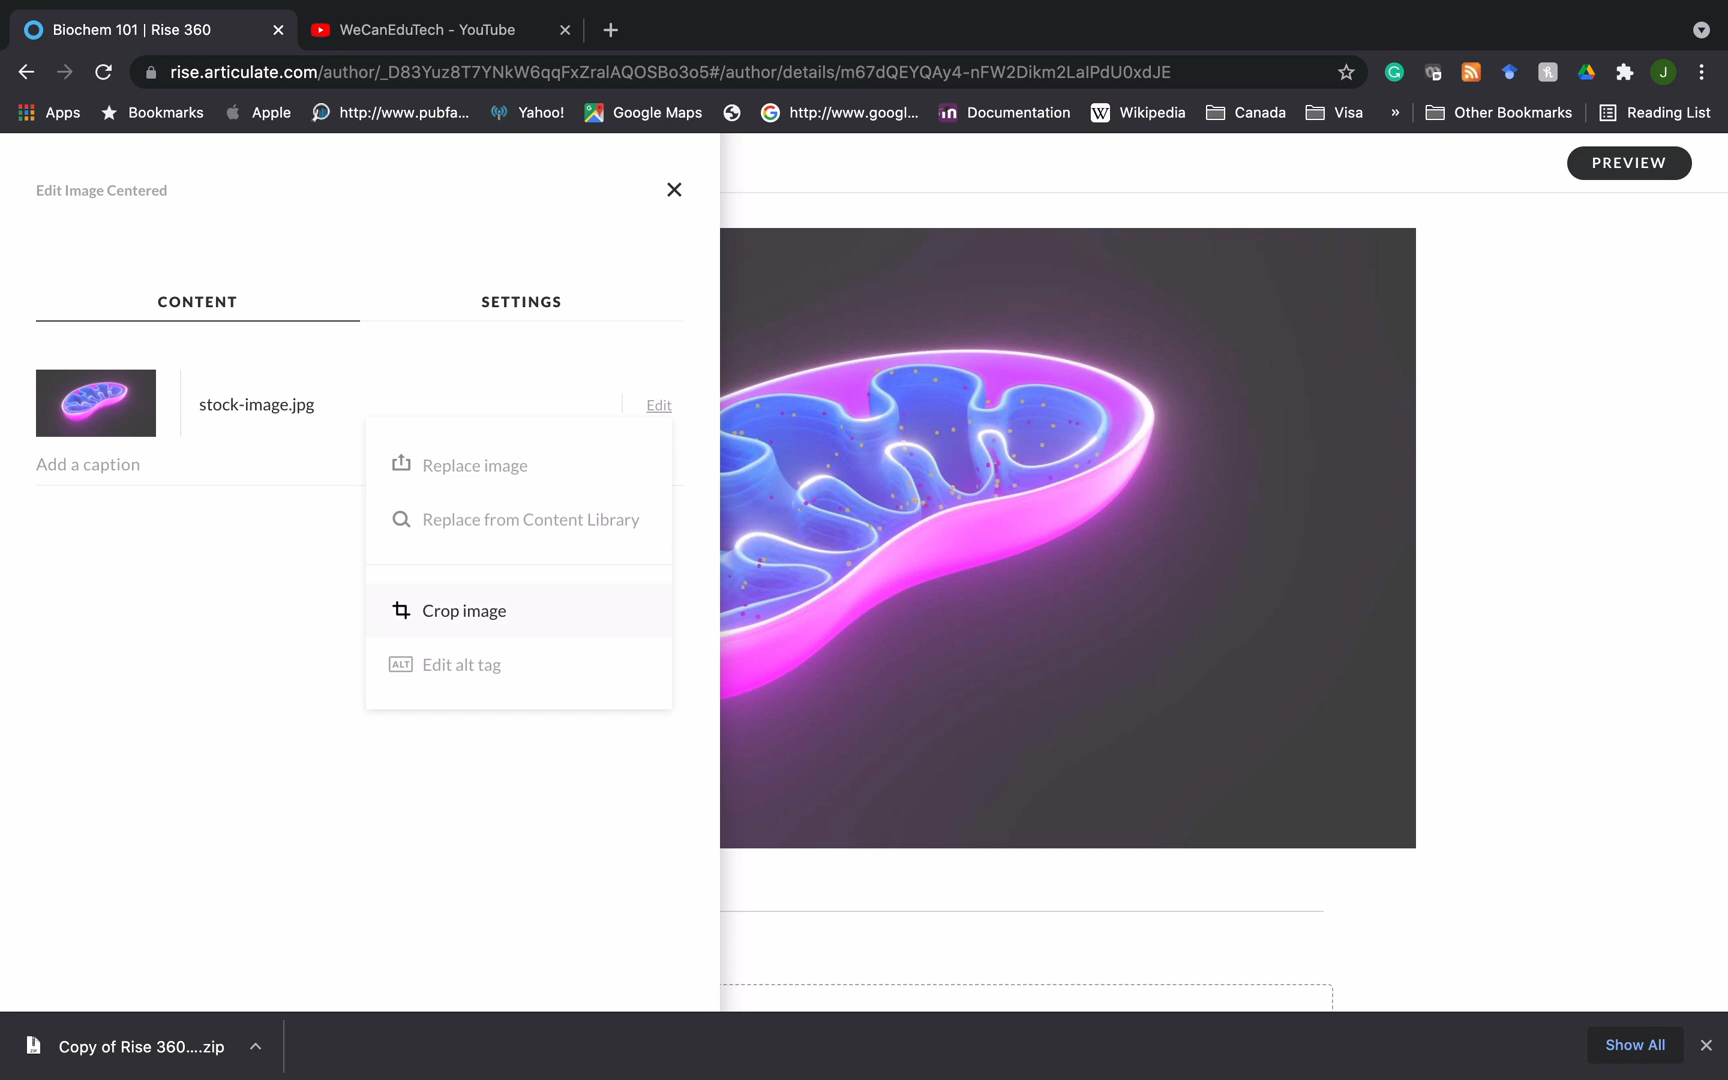 Biochem 101 | Rise 360
WeCanEduTech - YouTube
rise.articulate.com/author/_D83Yuz8T7YNkW6qqFxZralAQOSBo3o5#/author/details/m67dQEYQAy4-nFW2Dikm2LalPdU0xdJE
J
Apps
Bookmarks
Apple
http://www.pubfa...
Yahoo!
Google Maps
http://www.googl...
Documentation
Wikipedia
Canada
Visa
»
Other Bookmarks
Reading List
Edit Image Centered
PREVIEW
CONTENT
SETTINGS
stock-image.jpg
Edit
Add a caption
Replace image
Replace from Content Library
Crop image
ALT Edit alt tag
Copy of Rise 360....zip
Show All